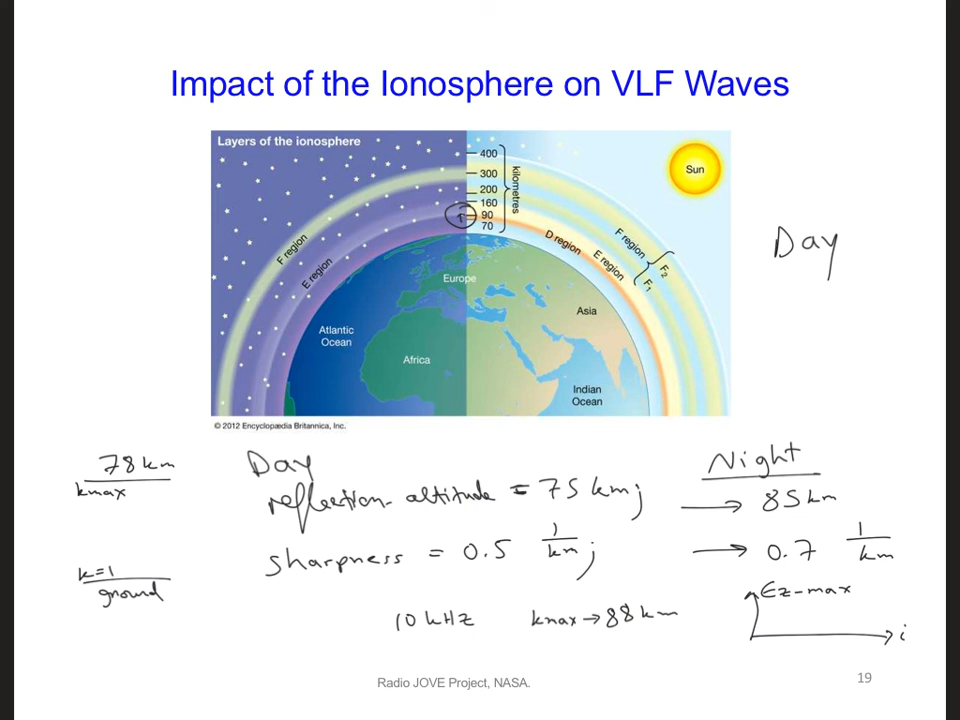 Impact of the Ionosphere on VLF Waves
Layers of the ionosphere
400
300
200
160
90
70
kilometres
Sun
F region
E region
D region
E region
F region
F₂
F₁
Europe
Asia
Atlantic
Ocean
Africa
Indian
Ocean
© 2012 Encyclopædia Britannica, Inc.
Day
78 km
kmax
k=1
ground
Day
reflection altitude = 75 km;
sharpness = 0.5 1/km;
Night
→ 85 km
→ 0.7 1/km
10 kHz kmax → 88 km
Ez-max
i
Radio JOVE Project, NASA.
19